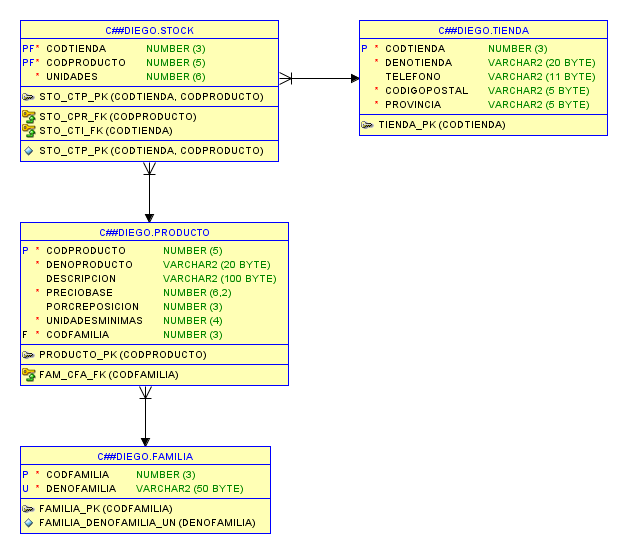 C##DIEGO.STOCK
PF* CODTIENDA NUMBER (3)
PF* CODPRODUCTO NUMBER (5)
* UNIDADES NUMBER (6)
STO_CTP_PK (CODTIENDA, CODPRODUCTO)
STO_CPR_FK (CODPRODUCTO)
STO_CTI_FK (CODTIENDA)
STO_CTP_PK (CODTIENDA, CODPRODUCTO)
C##DIEGO.TIENDA
P * CODTIENDA NUMBER (3)
* DENOTIENDA VARCHAR2 (20 BYTE)
TELEFONO VARCHAR2 (11 BYTE)
* CODIGOPOSTAL VARCHAR2 (5 BYTE)
* PROVINCIA VARCHAR2 (5 BYTE)
TIENDA_PK (CODTIENDA)
C##DIEGO.PRODUCTO
P * CODPRODUCTO NUMBER (5)
* DENOPRODUCTO VARCHAR2 (20 BYTE)
DESCRIPCION VARCHAR2 (100 BYTE)
* PRECIOBASE NUMBER (6,2)
PORCREPOSICION NUMBER (3)
* UNIDADESMINIMAS NUMBER (4)
F * CODFAMILIA NUMBER (3)
PRODUCTO_PK (CODPRODUCTO)
FAM_CFA_FK (CODFAMILIA)
C##DIEGO.FAMILIA
P * CODFAMILIA NUMBER (3)
U * DENOFAMILIA VARCHAR2 (50 BYTE)
FAMILIA_PK (CODFAMILIA)
FAMILIA_DENOFAMILIA_UN (DENOFAMILIA)